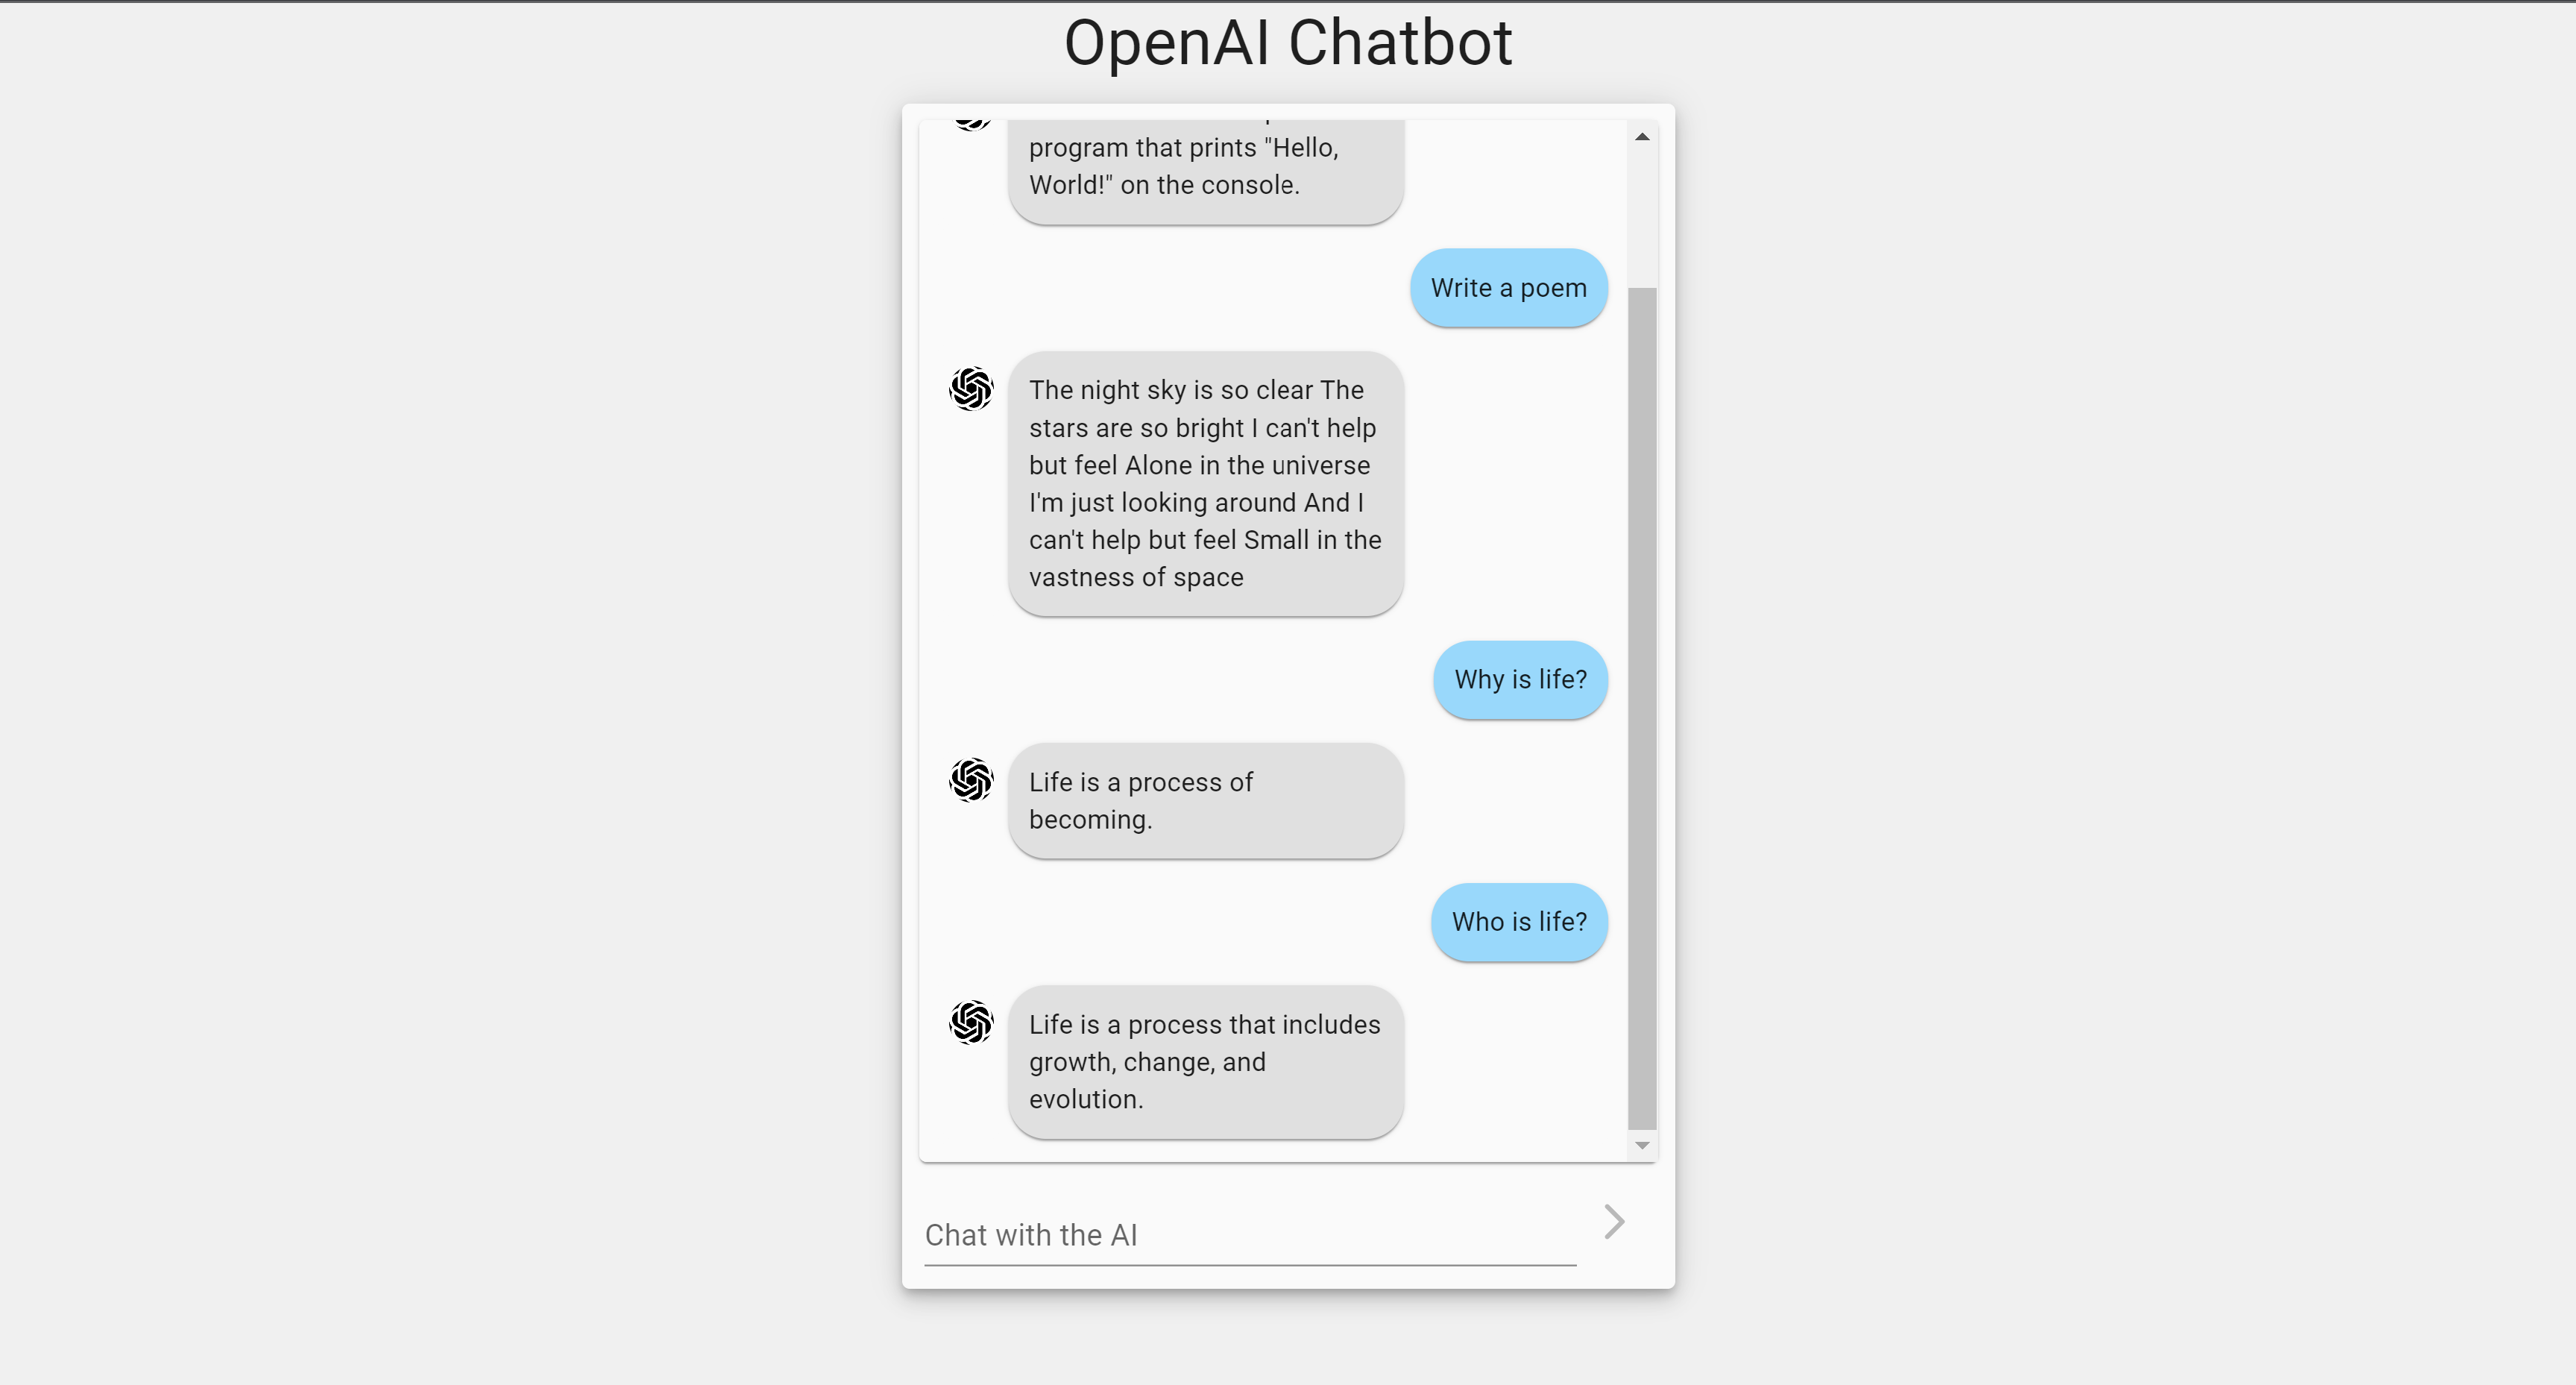 OpenAI Chatbot
program that prints "Hello,
World!" on the console.
Write a poem
The night sky is so clear The
stars are so bright I can't help
but feel Alone in the universe
I'm just looking around And I
can't help but feel Small in the
vastness of space
Why is life?
Life is a process of
becoming.
Who is life?
Life is a process that includes
growth, change, and
evolution.
Chat with the AI